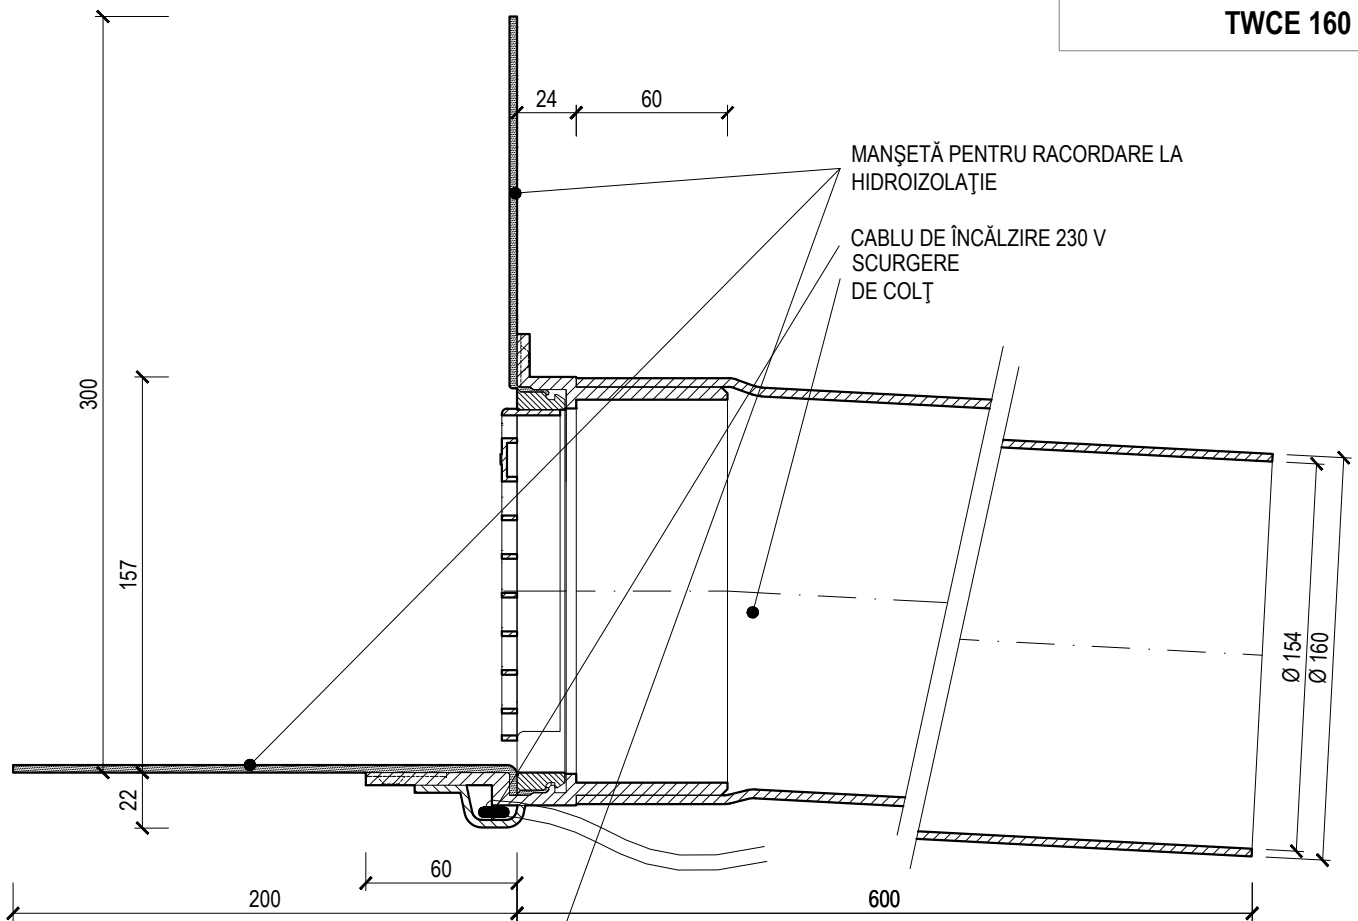 TWCE 160
24
60
MANŞETĂ PENTRU RACORDARE LA
HIDROIZOLAŢIE
CABLU DE ÎNCĂLZIRE 230 V
SCURGERE
DE COLŢ
300
157
22
Ø 154
Ø 160
60
200
600